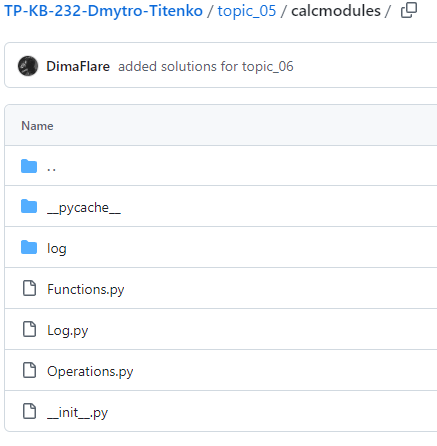 TP-KB-232-Dmytro-Titenko / topic_05 / calcmodules /
DimaFlare added solutions for topic_06
Name
..
__pycache__
log
Functions.py
Log.py
Operations.py
__init__.py